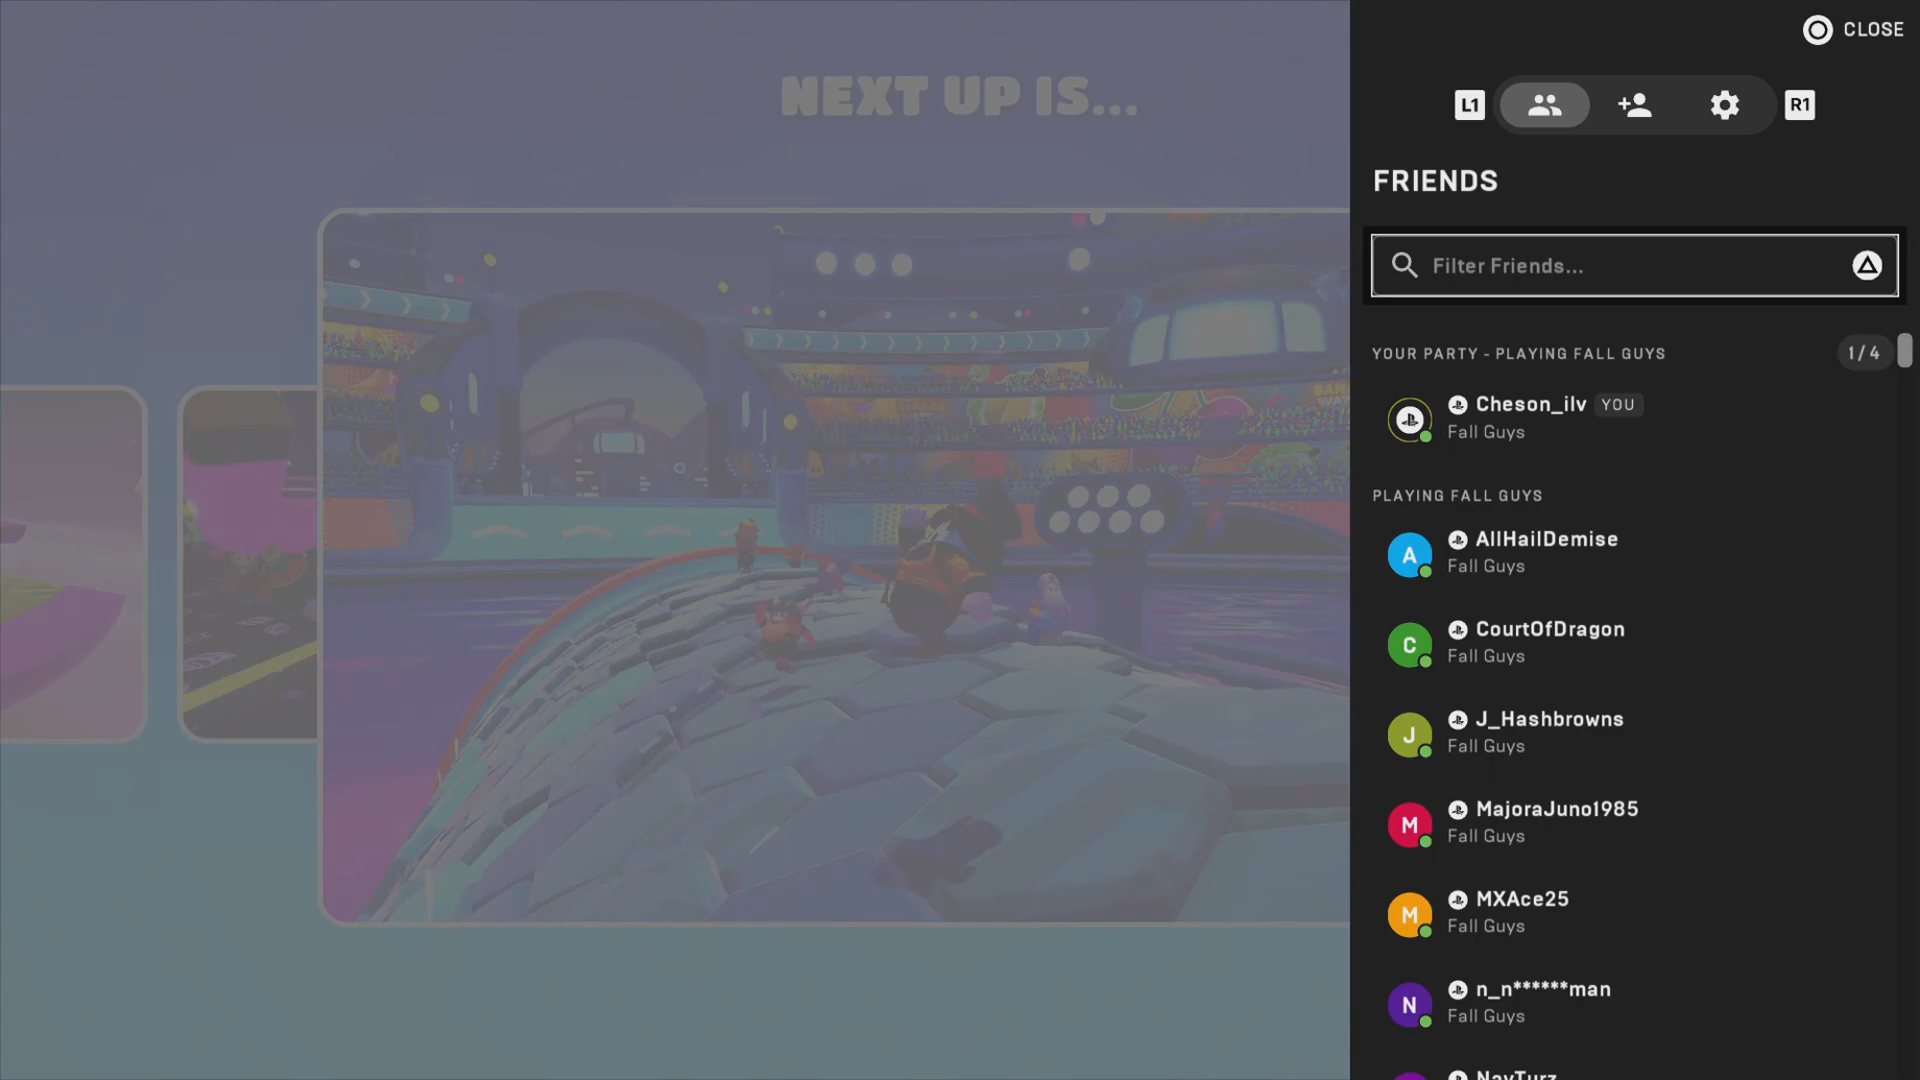 CLOSE
NEXT UP IS...
L1
R1
FRIENDS
Filter Friends...
YOUR PARTY - PLAYING FALL GUYS
1/4
Cheson_ilv YOU
Fall Guys
PLAYING FALL GUYS
A
AllHailDemise
Fall Guys
C
CourtOfDragon
Fall Guys
J
J_Hashbrowns
Fall Guys
M
MajoraJuno1985
Fall Guys
M
MXAce25
Fall Guys
N
n_n******man
Fall Guys
NayTurz